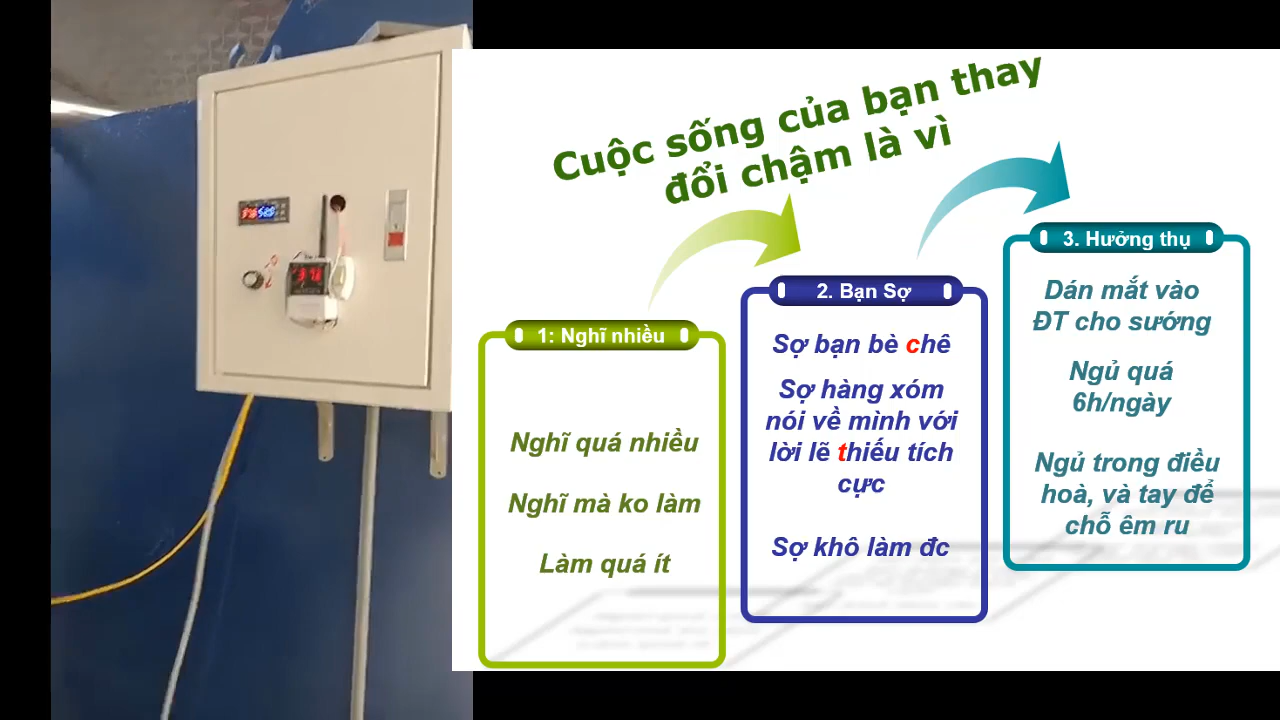 Cuộc sống của bạn thay
đổi chậm là vì
1: Nghĩ nhiều
Nghĩ quá nhiều
Nghĩ mà ko làm
Làm quá ít
2. Bạn Sợ
Sợ bạn bè chê
Sợ hàng xóm
nói về mình với
lời lẽ thiếu tích
cực
Sợ khô làm đc
3. Hưởng thụ
Dán mắt vào
ĐT cho sướng
Ngủ quá
6h/ngày
Ngủ trong điều
hoà, và tay để
chỗ êm ru